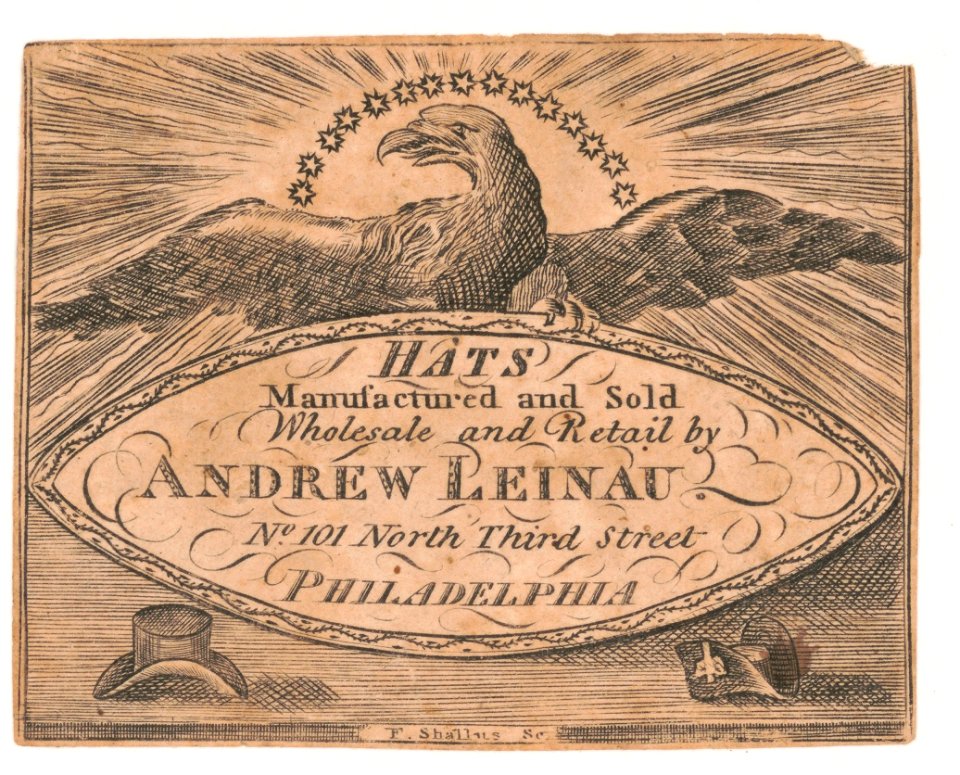 HATS
Manufactured and Sold
Wholesale and Retail by
ANDREW LEINAU.
No. 101 North Third Street
PHILADELPHIA
F. Shallus Sc.